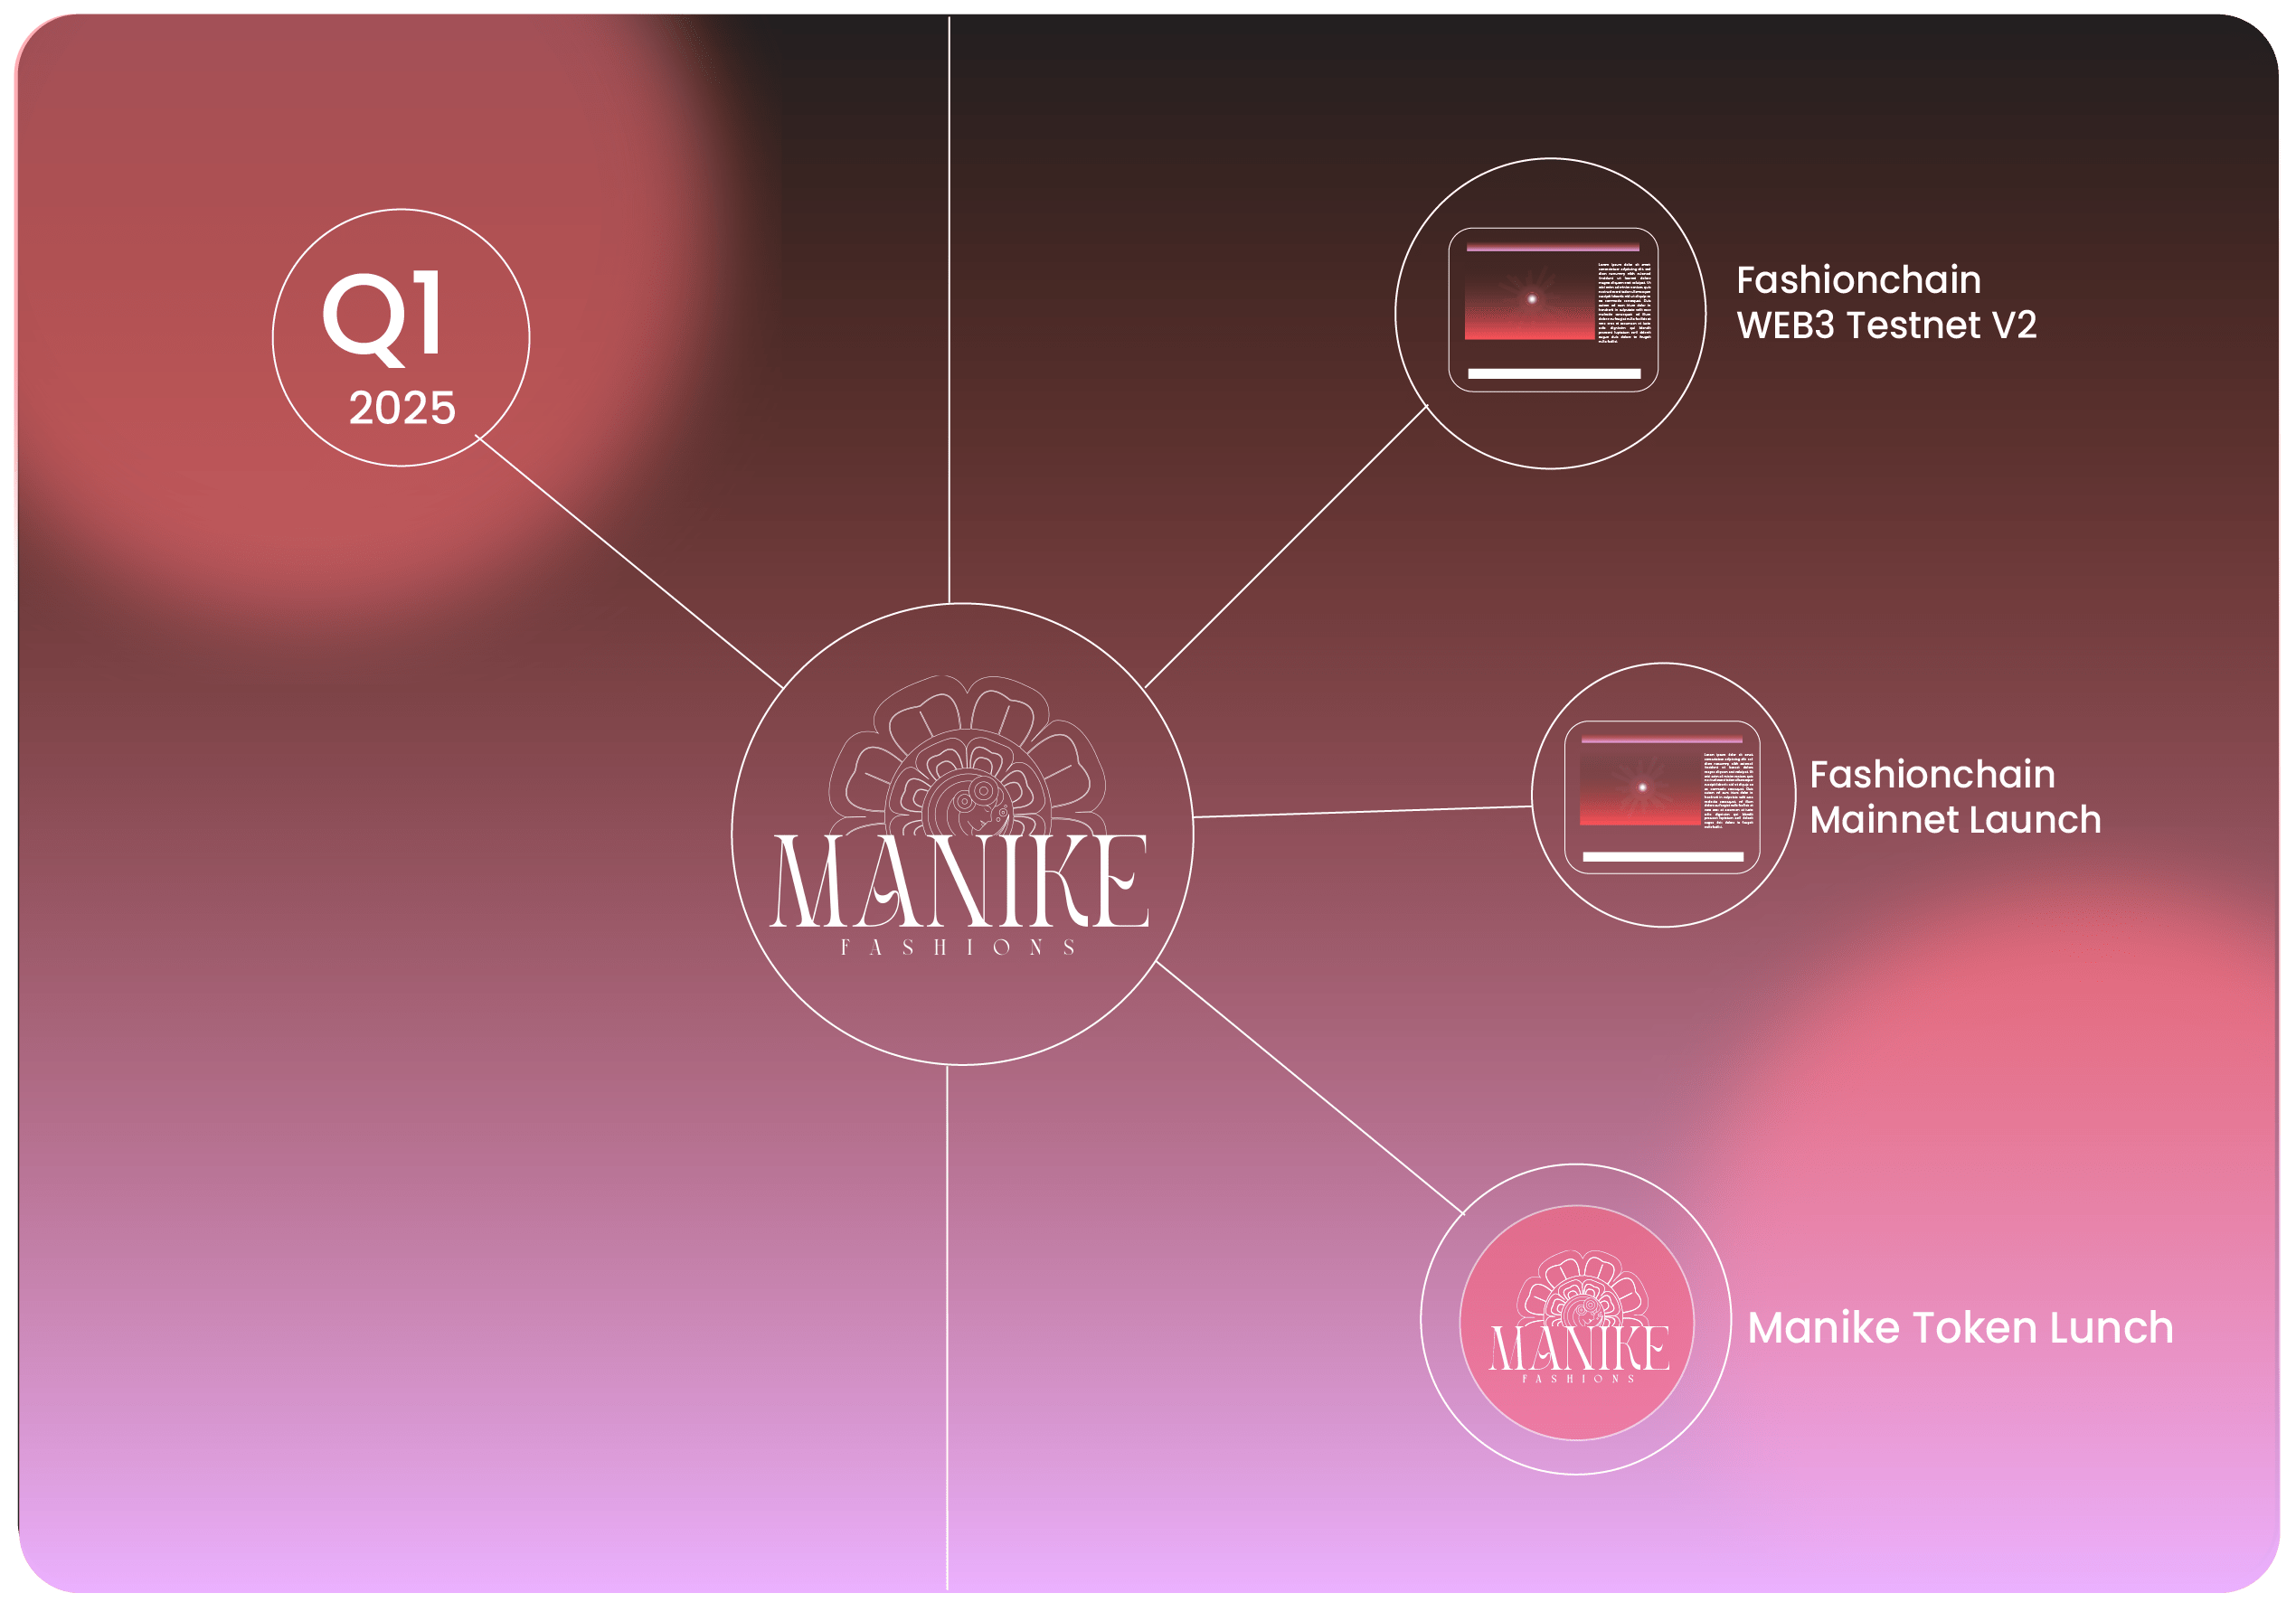 Q1
2025
Fashionchain
WEB3 Testnet V2
MANIKE
FASHIONS
Fashionchain
Mainnet Launch
MANIKE
FASHIONS
Manike Token Lunch